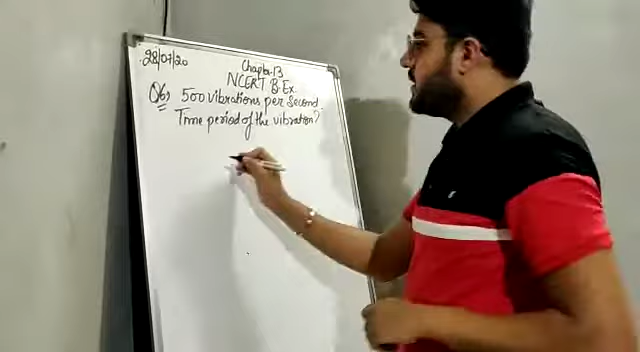 28/07/20
Chapter 13
NCERT B.Ex.
Q6) 500 vibrations per second
Time period of the vibration?